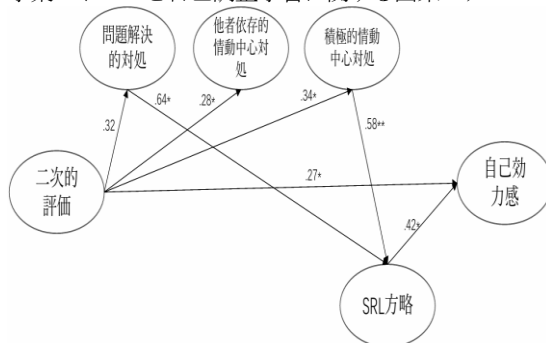 問題解決
的対処
他者依存的
情動中心対
処
積極的情動
中心対処
.32
.64*
.28*
.34*
.58**
二次的
評価
.27*
自己効
力感
.42*
SRL方略